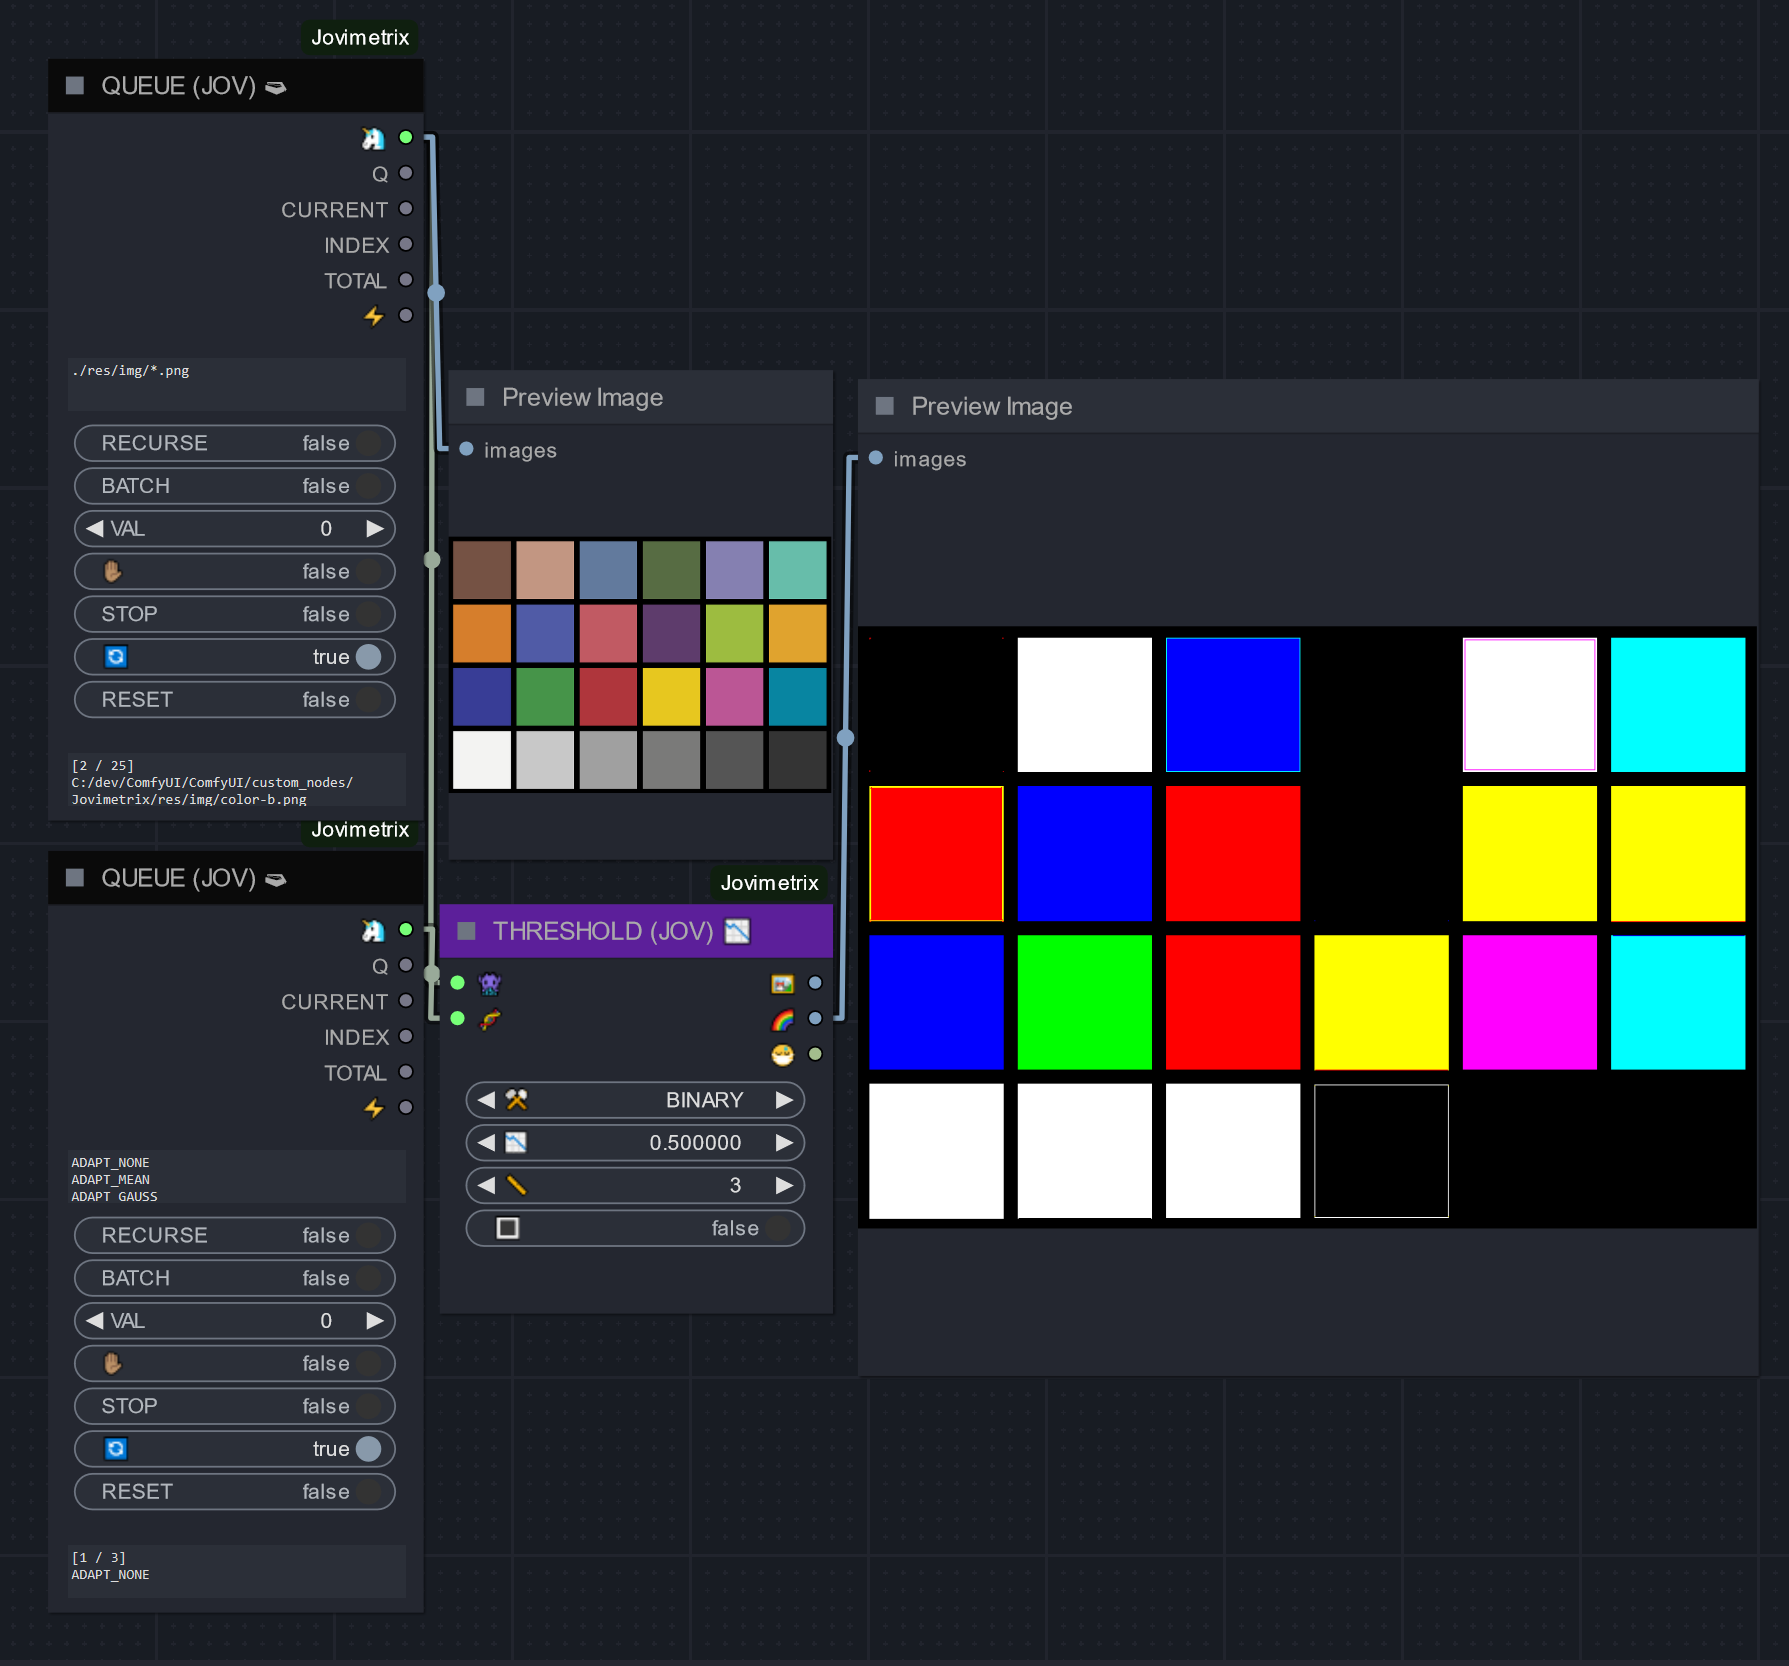 Jovimetrix
QUEUE (JOV)
Q
CURRENT
INDEX
TOTAL
./res/img/*.png
RECURSE false
BATCH false
VAL 0
false
STOP false
true
RESET false
[2 / 25]
C:/dev/ComfyUI/ComfyUI/custom_nodes/
Jovimetrix/res/img/color-b.png
Preview Image
images
Preview Image
images
Jovimetrix
QUEUE (JOV)
Q
CURRENT
INDEX
TOTAL
ADAPT_NONE
ADAPT_MEAN
ADAPT_GAUSS
RECURSE false
BATCH false
VAL 0
false
STOP false
true
RESET false
[1 / 3]
ADAPT_NONE
Jovimetrix
THRESHOLD (JOV)
BINARY
0.500000
3
false